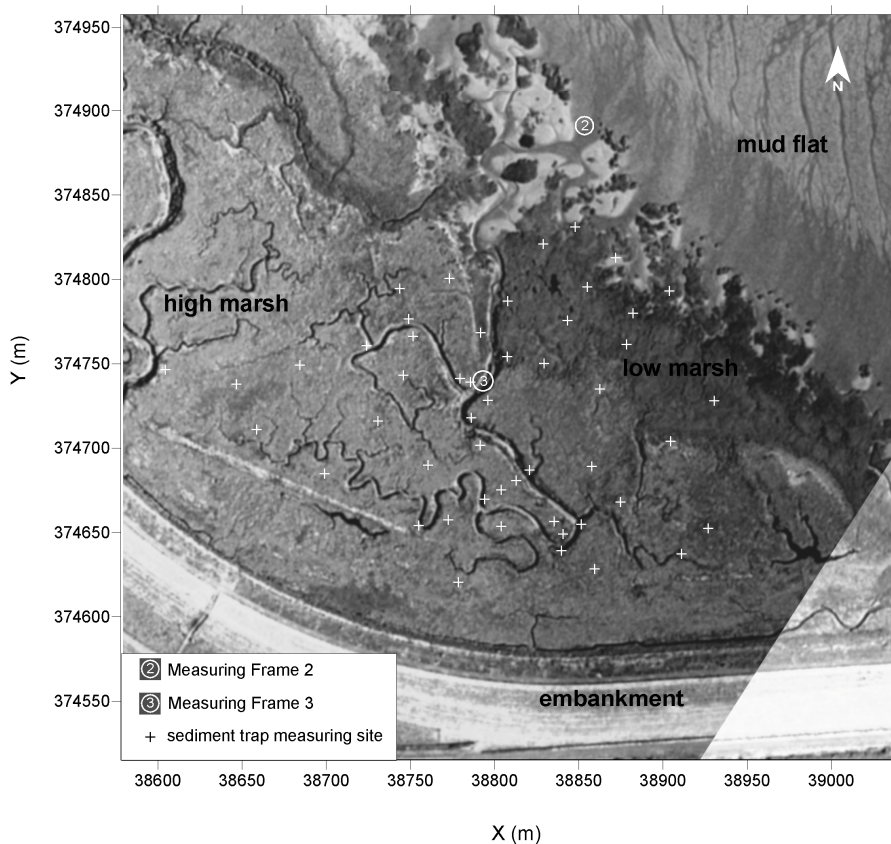 374950
374900
374850
374800
374750
374700
374650
374600
374550
Y (m)
2
mud flat
N
high marsh
low marsh
3
embankment
2 Measuring Frame 2
3 Measuring Frame 3
+ sediment trap measuring site
38600 38650 38700 38750 38800 38850 38900 38950 39000
X (m)